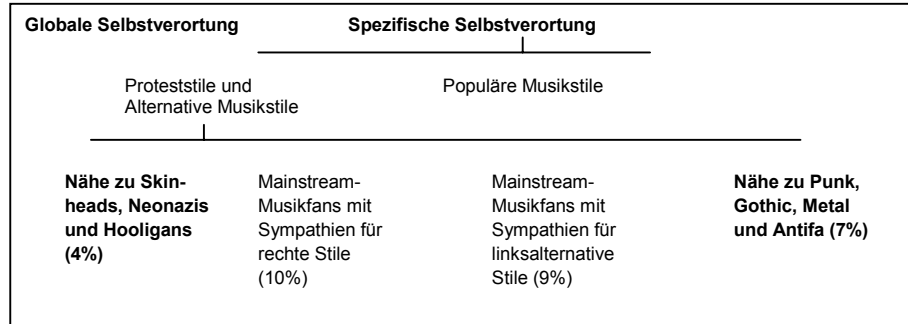 Globale Selbstverortung
Spezifische Selbstverortung
Proteststile und
Alternative Musikstile
Populäre Musikstile
Nähe zu Skin-
heads, Neonazis
und Hooligans
(4%)
Mainstream-
Musikfans mit
Sympathien für
rechte Stile
(10%)
Mainstream-
Musikfans mit
Sympathien für
linksalternative
Stile (9%)
Nähe zu Punk,
Gothic, Metal
und Antifa (7%)